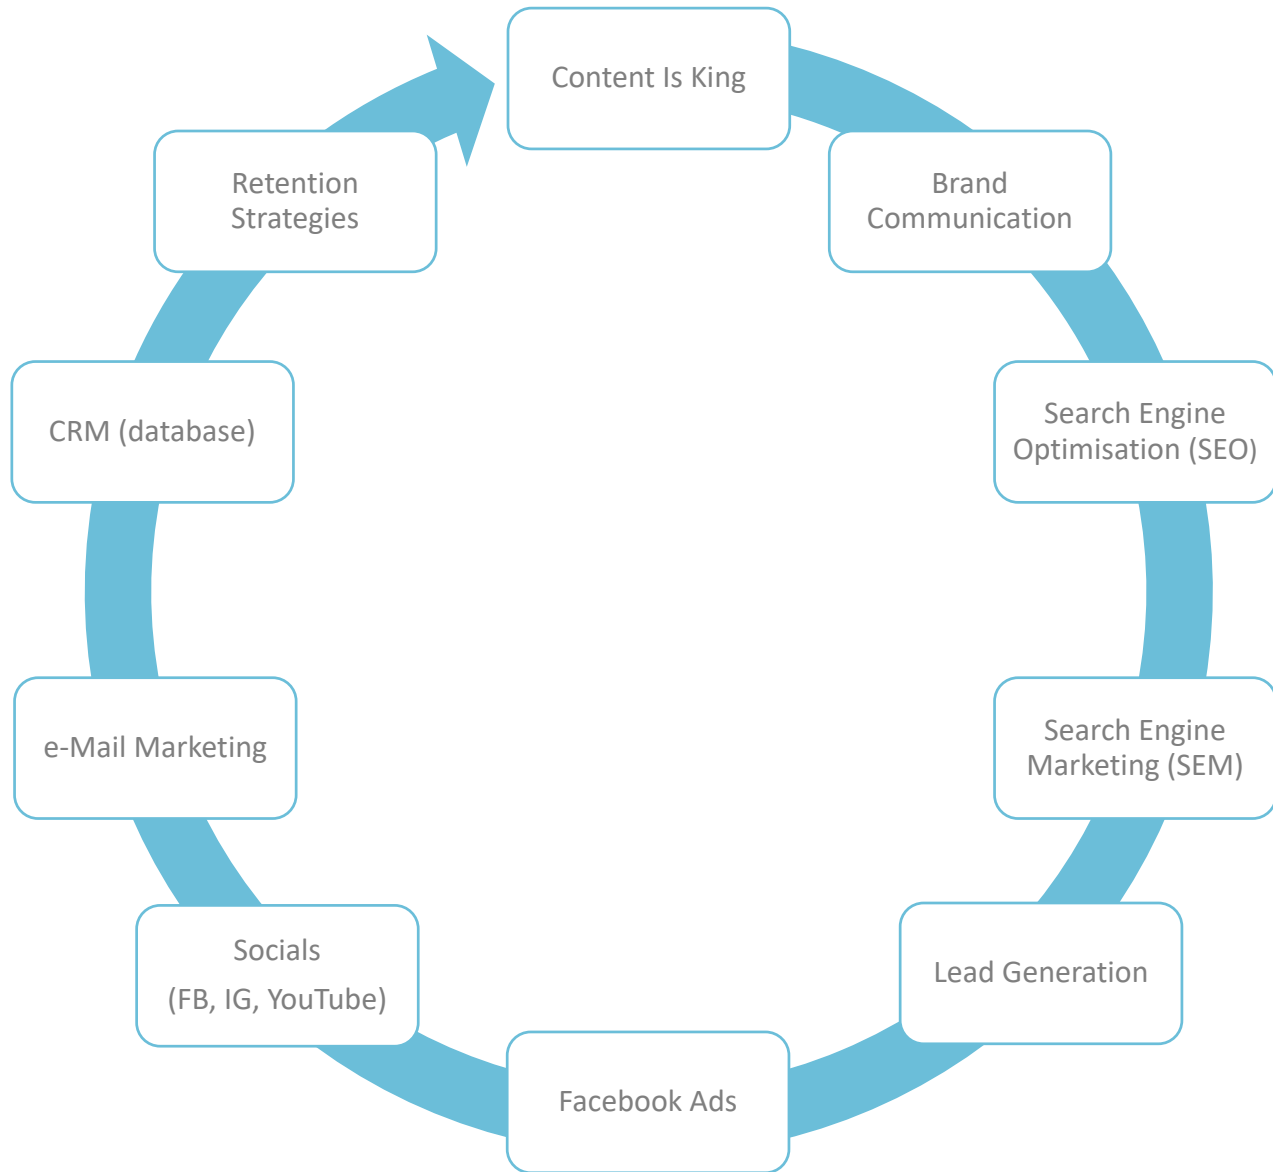 Content Is King
Brand
Communication
Search Engine
Optimisation (SEO)
Search Engine
Marketing (SEM)
Lead Generation
Facebook Ads
Socials
(FB, IG, YouTube)
e-Mail Marketing
CRM (database)
Retention
Strategies